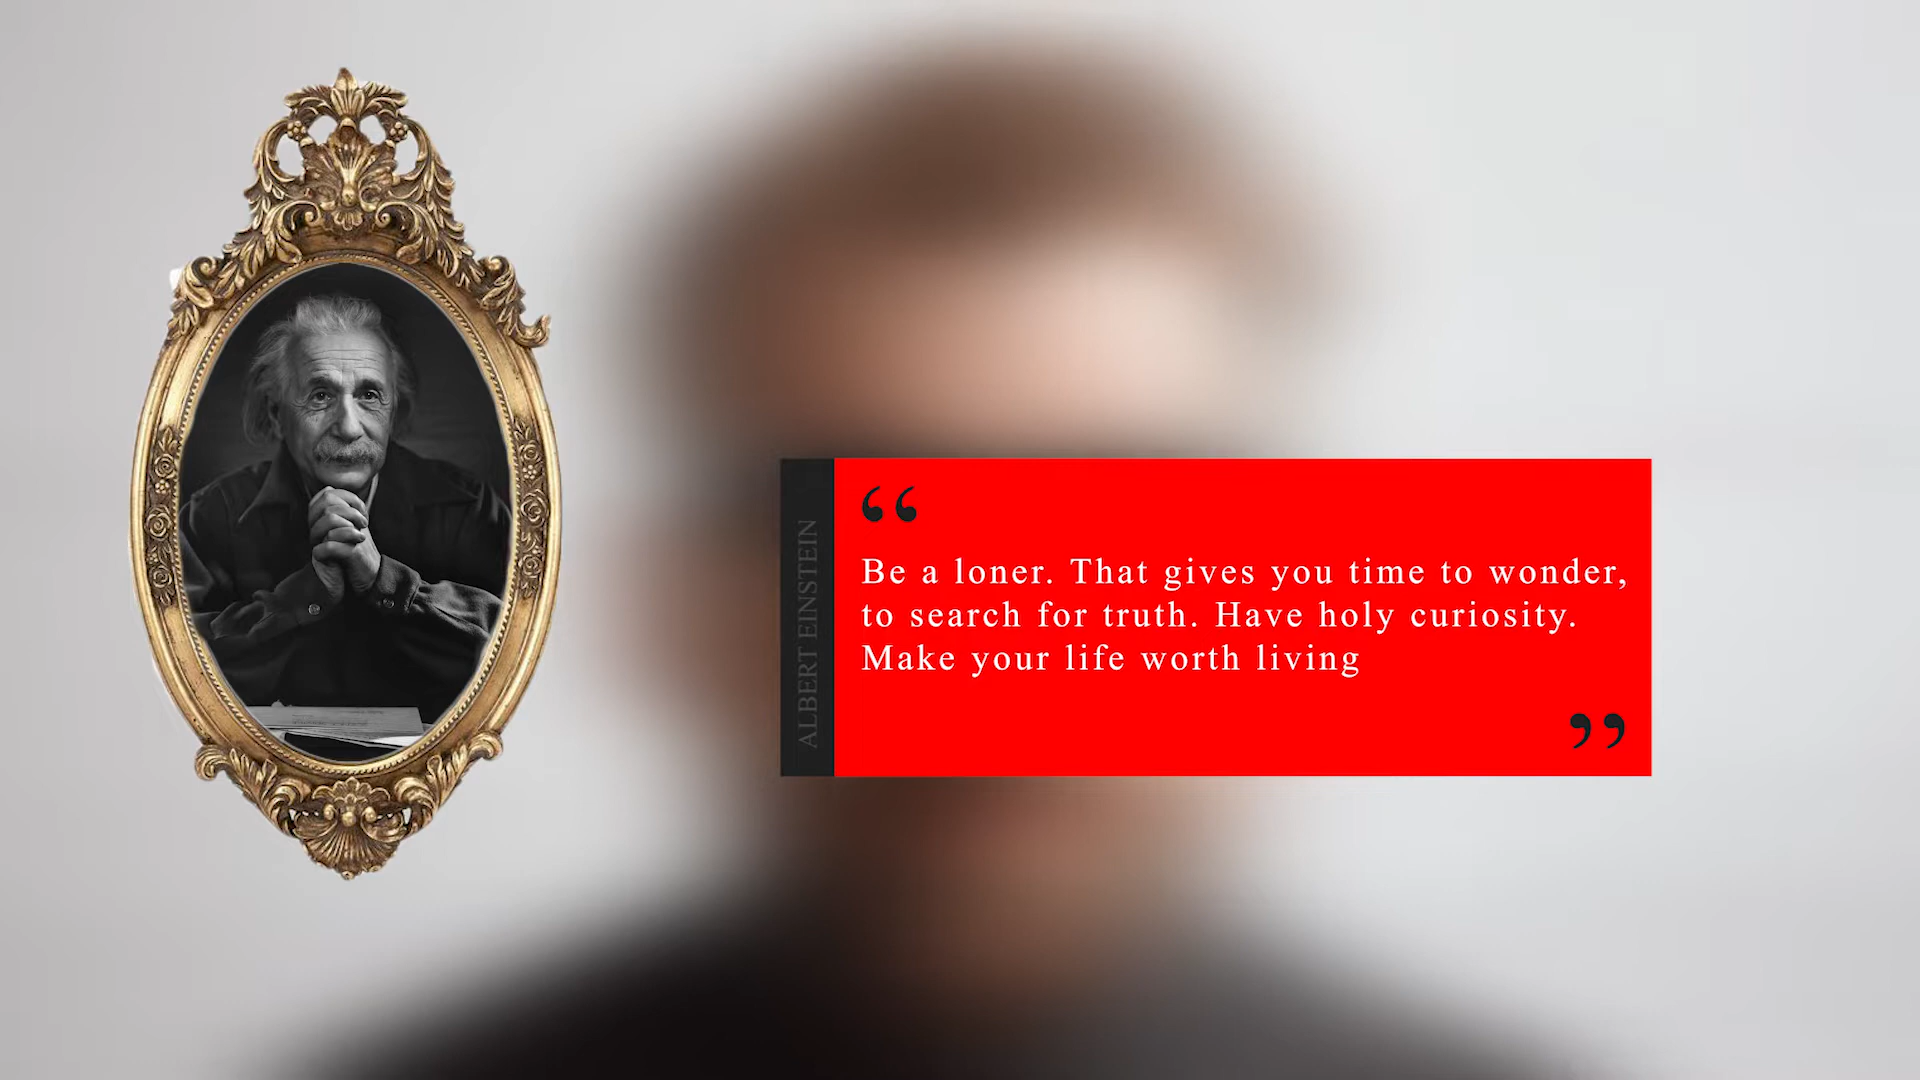 ALBERT EINSTEIN
“
Be a loner. That gives you time to wonder,
to search for truth. Have holy curiosity.
Make your life worth living
”